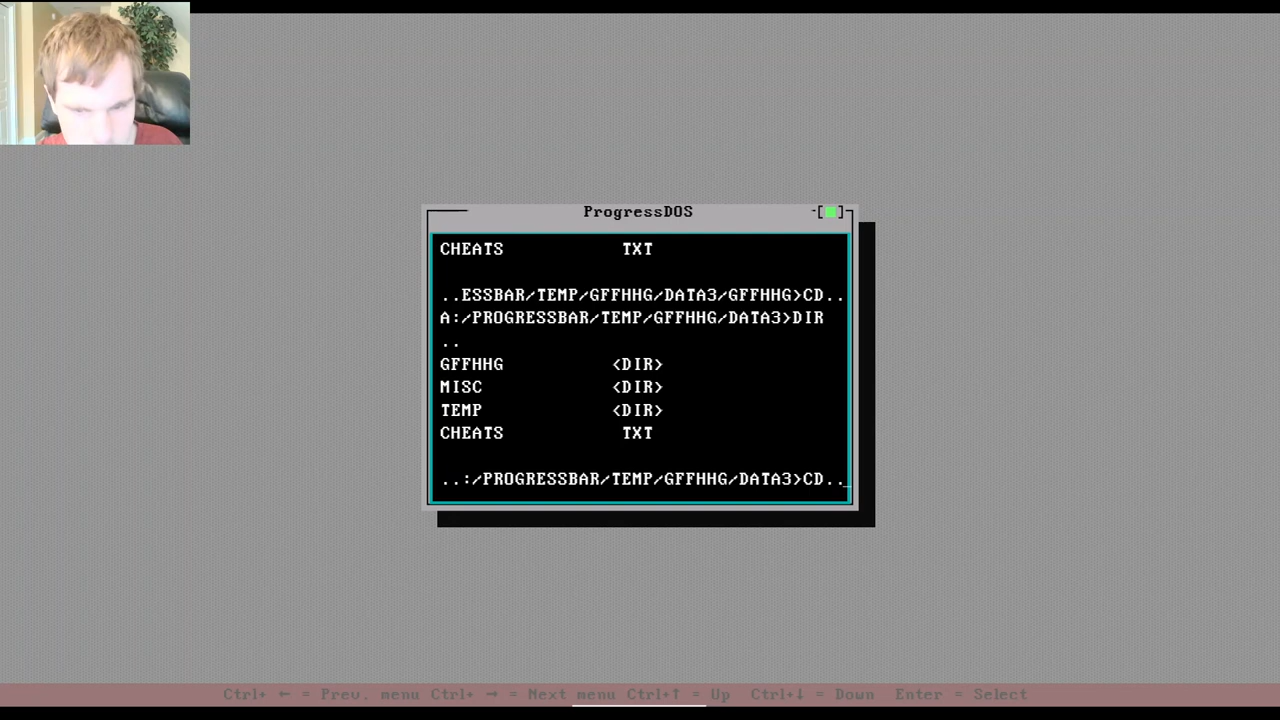 ProgressDOS
CHEATS TXT
..ESSBAR/TEMP/GFFHHG/DATA3/GFFHHG>CD..
A:/PROGRESSBAR/TEMP/GFFHHG/DATA3>DIR
..
GFFHHG <DIR>
MISC <DIR>
TEMP <DIR>
CHEATS TXT
..:/PROGRESSBAR/TEMP/GFFHHG/DATA3>CD.._
Ctrl+ ← = Prev. menu Ctrl+ → = Next menu Ctrl+↑ = Up Ctrl+↓ = Down Enter = Select